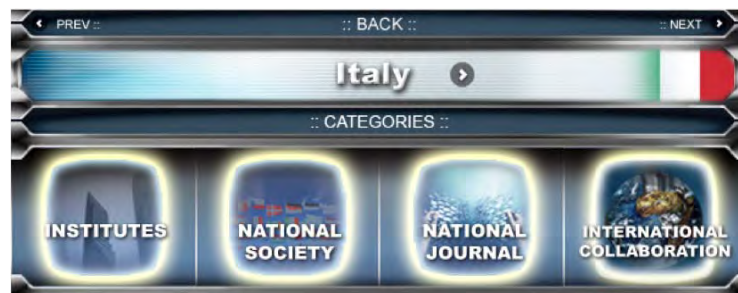 PREV ::
:: BACK ::
:: NEXT
Italy
:: CATEGORIES ::
INSTITUTES
NATIONAL
SOCIETY
NATIONAL
JOURNAL
INTERNATIONAL
COLLABORATION